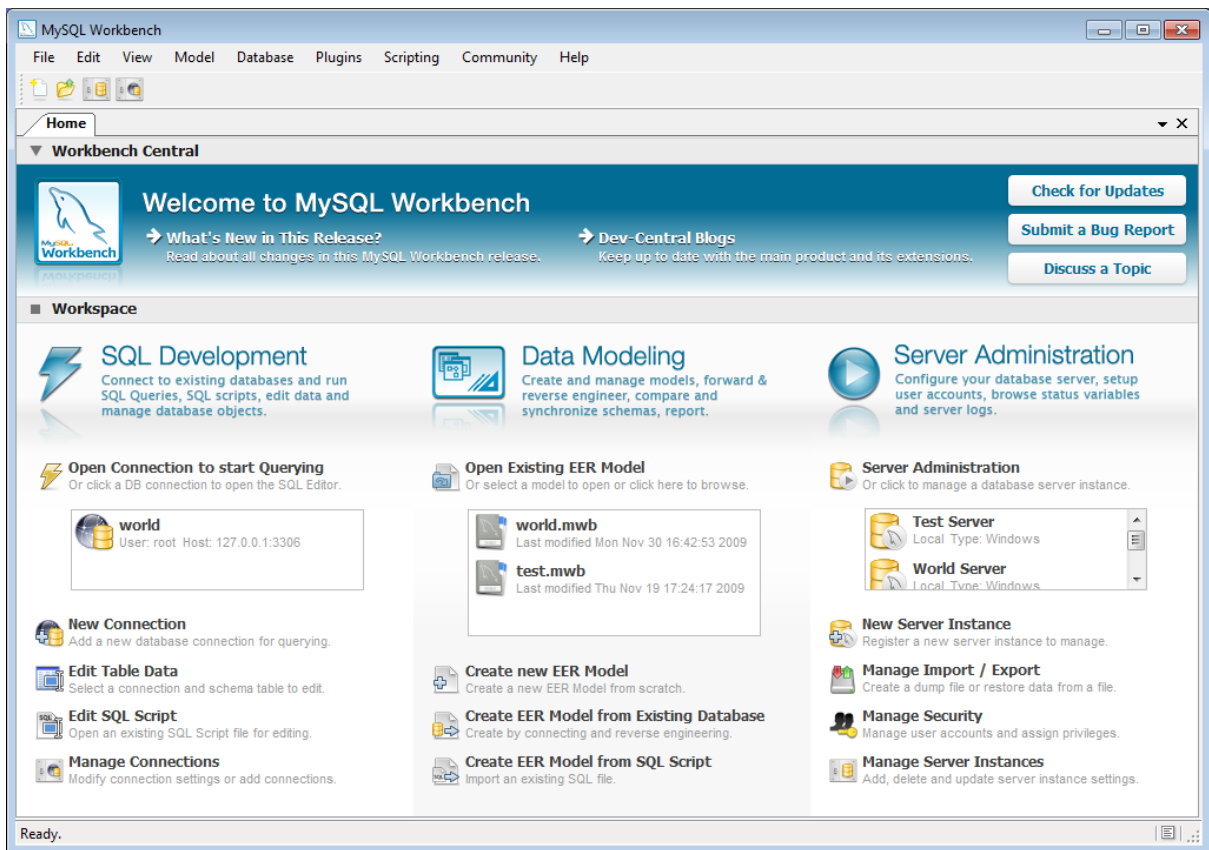 MySQL Workbench
File Edit View Model Database Plugins Scripting Community Help
Home
Workbench Central
MySQL
Workbench
Welcome to MySQL Workbench
What's New in This Release?
Read about all changes in this MySQL Workbench release.
Dev-Central Blogs
Keep up to date with the main product and its extensions.
Check for Updates
Submit a Bug Report
Discuss a Topic
Workspace
SQL Development
Connect to existing databases and run
SQL Queries, SQL scripts, edit data and
manage database objects.
Open Connection to start Querying
Or click a DB connection to open the SQL Editor.
world
User: root Host: 127.0.0.1:3306
New Connection
Add a new database connection for querying.
Edit Table Data
Select a connection and schema table to edit.
Edit SQL Script
Open an existing SQL Script file for editing.
Manage Connections
Modify connection settings or add connections.
Data Modeling
Create and manage models, forward &
reverse engineer, compare and
synchronize schemas, report.
Open Existing EER Model
Or select a model to open or click here to browse.
world.mwb
Last modified Mon Nov 30 16:42:53 2009
test.mwb
Last modified Thu Nov 19 17:24:17 2009
Create new EER Model
Create a new EER Model from scratch.
Create EER Model from Existing Database
Create by connecting and reverse engineering.
Create EER Model from SQL Script
Import an existing SQL file.
Server Administration
Configure your database server, setup
user accounts, browse status variables
and server logs.
Server Administration
Or click to manage a database server instance.
Test Server
Local Type: Windows
World Server
Local Type: Windows
New Server Instance
Register a new server instance to manage.
Manage Import / Export
Create a dump file or restore data from a file.
Manage Security
Manage user accounts and assign privileges.
Manage Server Instances
Add, delete and update server instance settings.
Ready.